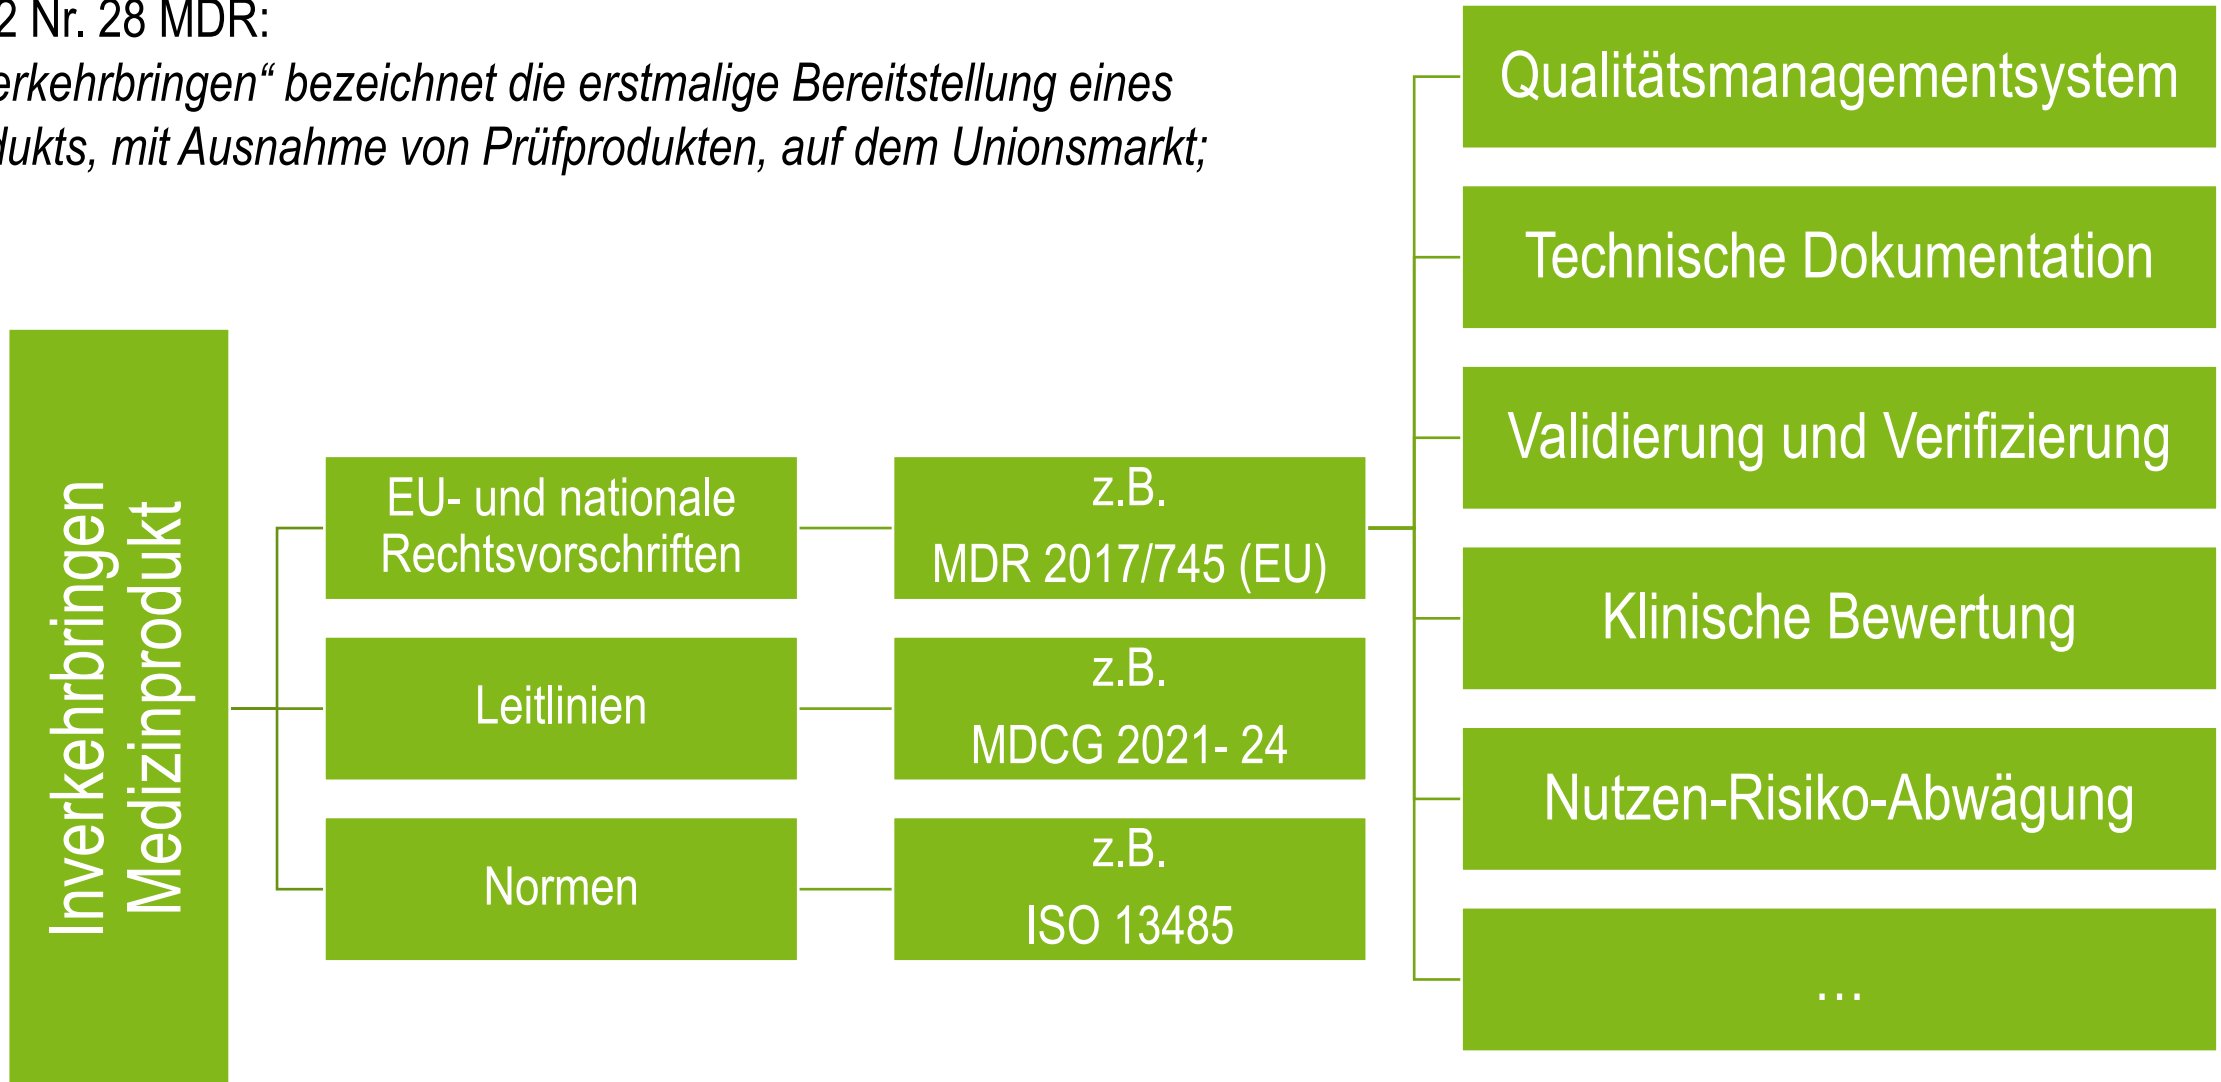 2 Nr. 28 MDR:
erkehrbringen“ bezeichnet die erstmalige Bereitstellung eines
dukts, mit Ausnahme von Prüfprodukten, auf dem Unionsmarkt;
Inverkehrbringen
Medizinprodukt
EU- und nationale
Rechtsvorschriften
Leitlinien
Normen
z.B.
MDR 2017/745 (EU)
z.B.
MDCG 2021- 24
z.B.
ISO 13485
Qualitätsmanagementsystem
Technische Dokumentation
Validierung und Verifizierung
Klinische Bewertung
Nutzen-Risiko-Abwägung
…